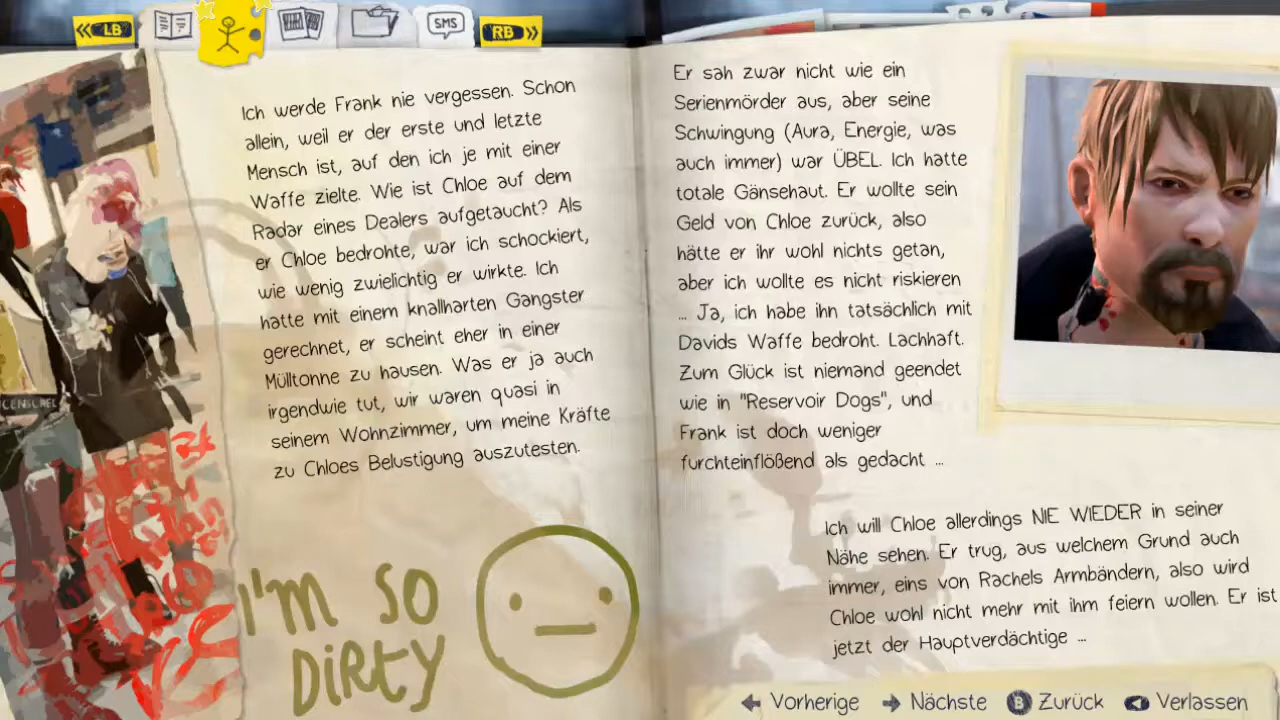 LB
SMS
RB
Ich werde Frank nie vergessen. Schon
allein, weil er der erste und letzte
Mensch ist, auf den ich je mit einer
Waffe zielte. Wie ist Chloe auf dem
Radar eines Dealers aufgetaucht? Als
er Chloe bedrohte, war ich schockiert,
wie wenig zwielichtig er wirkte. Ich
hatte mit einem knallharten Gangster
gerechnet, er scheint eher in einer
Mülltonne zu hausen. Was er ja auch
irgendwie tut, wir waren quasi in
seinem Wohnzimmer, um meine Kräfte
zu Chloes Belustigung auszutesten.
I'M SO
DiRtY
Er sah zwar nicht wie ein
Serienmörder aus, aber seine
Schwingung (Aura, Energie, was
auch immer) war ÜBEL. Ich hatte
totale Gänsehaut. Er wollte sein
Geld von Chloe zurück, also
hätte er ihr wohl nichts getan,
aber ich wollte es nicht riskieren
... Ja, ich habe ihn tatsächlich mit
Davids Waffe bedroht. Lachhaft.
Zum Glück ist niemand geendet
wie in "Reservoir Dogs", und
Frank ist doch weniger
furchteinflößend als gedacht ...
Ich will Chloe allerdings NIE WIEDER in seiner
Nähe sehen. Er trug, aus welchem Grund auch
immer, eins von Rachels Armbändern, also wird
Chloe wohl nicht mehr mit ihm feiern wollen. Er ist
jetzt der Hauptverdächtige ...
Vorherige Nächste B Zurück Verlassen